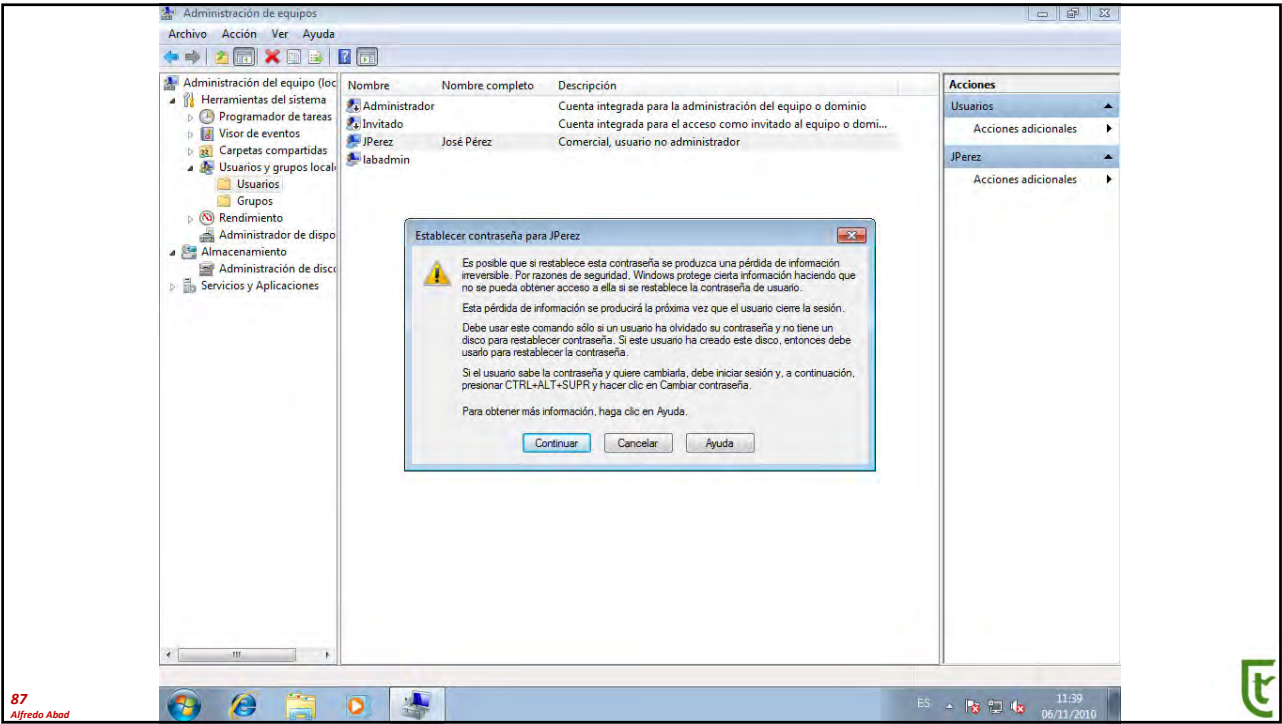 Administración de equipos
Archivo Acción Ver Ayuda
Administración del equipo (loc
Herramientas del sistema
Programador de tareas
Visor de eventos
Carpetas compartidas
Usuarios y grupos locale
Usuarios
Grupos
Rendimiento
Administrador de dispo
Almacenamiento
Administración de disco
Servicios y Aplicaciones
Nombre Nombre completo Descripción
Administrador Cuenta integrada para la administración del equipo o dominio
Invitado Cuenta integrada para el acceso como invitado al equipo o domi...
JPerez José Pérez Comercial, usuario no administrador
labadmin
Acciones
Usuarios
Acciones adicionales
JPerez
Acciones adicionales
Establecer contraseña para JPerez
Es posible que si restablece esta contraseña se produzca una pérdida de información
irreversible. Por razones de seguridad, Windows protege cierta información haciendo que
no se pueda obtener acceso a ella si se restablece la contraseña de usuario.
Esta pérdida de información se producirá la próxima vez que el usuario cierre la sesión.
Debe usar este comando sólo si un usuario ha olvidado su contraseña y no tiene un
disco para restablecer contraseña. Si este usuario ha creado este disco, entonces debe
usarlo para restablecer la contraseña.
Si el usuario sabe la contraseña y quiere cambiarla, debe iniciar sesión y, a continuación,
presionar CTRL+ALT+SUPR y hacer clic en Cambiar contraseña.
Para obtener más información, haga clic en Ayuda.
Continuar Cancelar Ayuda
ES
11:39
06/11/2010
87
Alfredo Abad